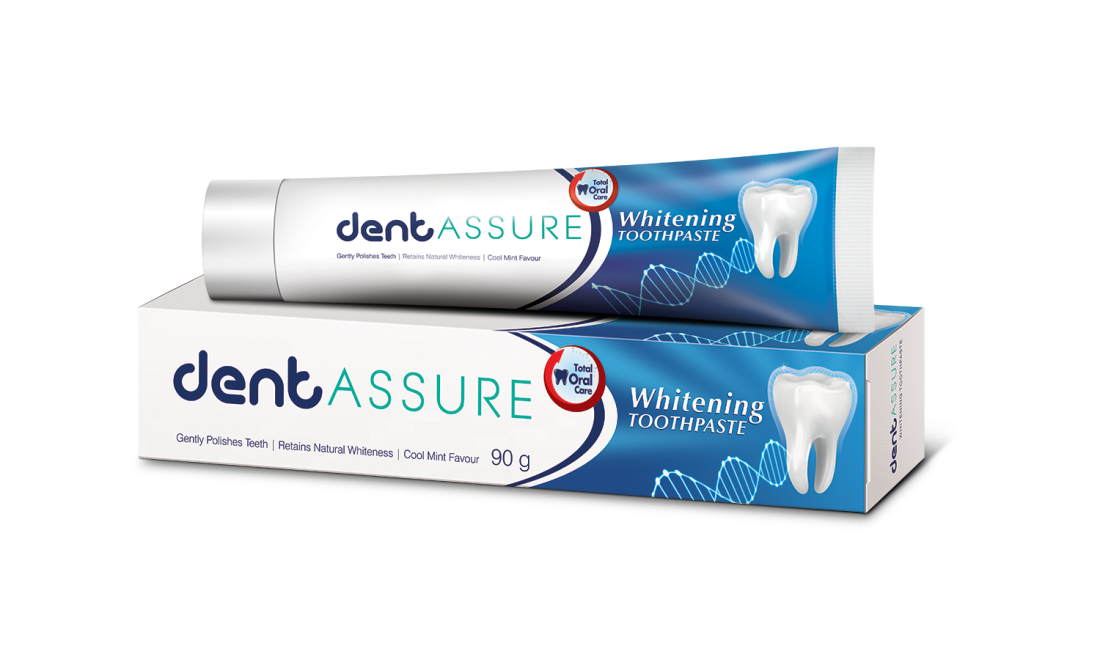 dentASSURE
Gently Polishes Teeth | Retains Natural Whiteness | Cool Mint Favour
Total
Oral
Care
Whitening
TOOTHPASTE
dentASSURE
Gently Polishes Teeth | Retains Natural Whiteness | Cool Mint Favour 90 g
Total
Oral
Care
Whitening
TOOTHPASTE
dentASSURE
WHITENING TOOTHPASTE